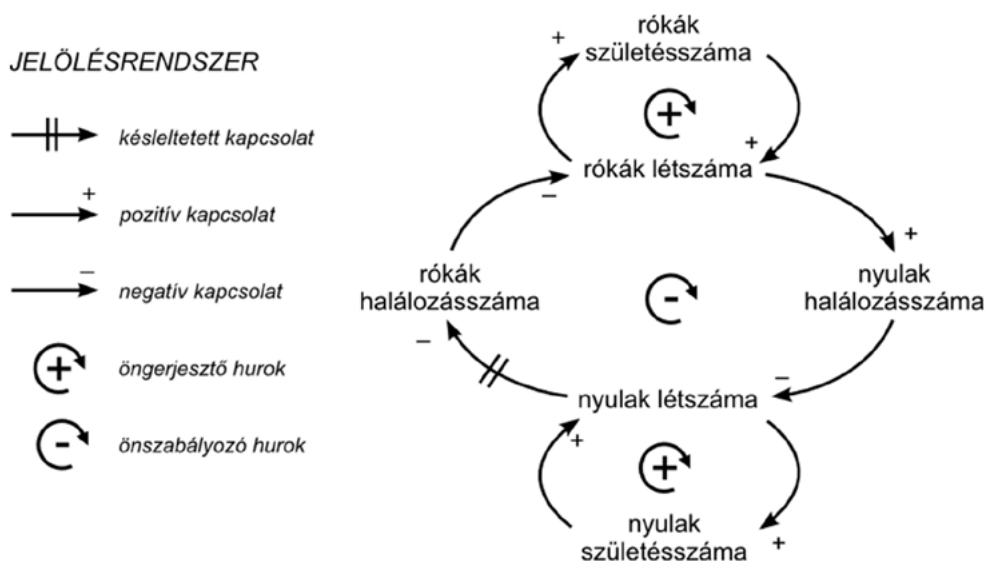 JELÖLÉSRENDSZER
késleltetett kapcsolat
+
pozitív kapcsolat
–
negatív kapcsolat
+
öngerjesztő hurok
-
önszabályozó hurok
+
rókák
születésszáma
+
+
rókák létszáma
–
+
rókák
halálozásszáma
–
-
nyulak
halálozásszáma
–
nyulak létszáma
+
+
nyulak
születésszáma
+